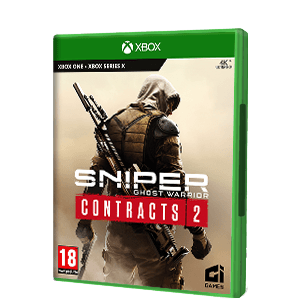 XBOX
XBOX ONE • XBOX SERIES X
4K
SNIPER
GHOST WARRIOR
CONTRACTS 2
18
CI
GAMES